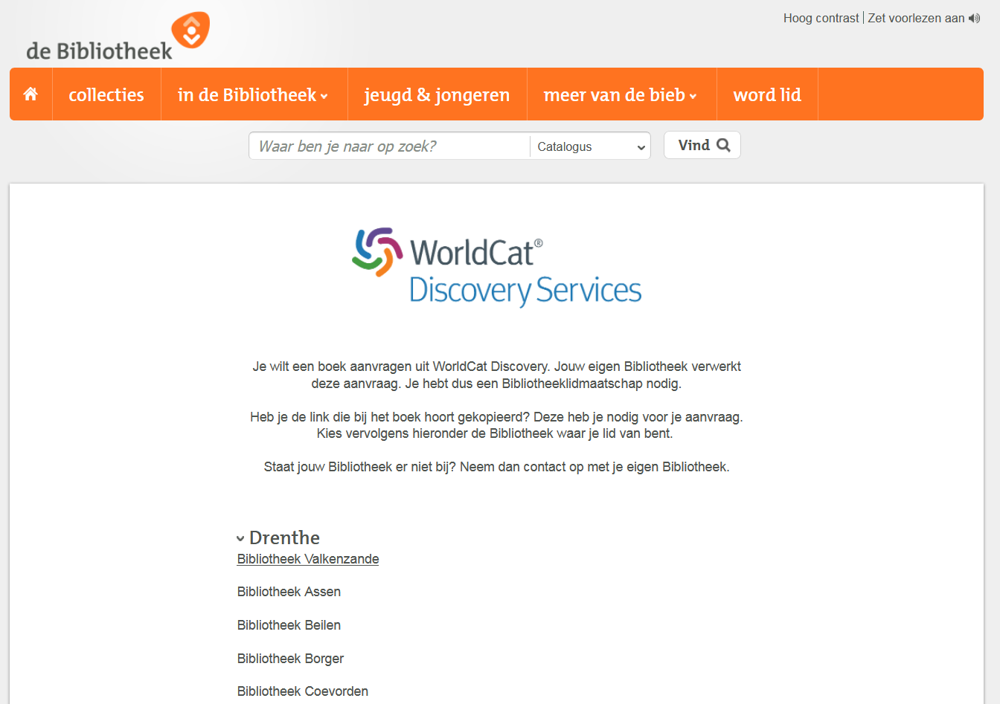 Hoog contrast | Zet voorlezen aan
de Bibliotheek
collecties
in de Bibliotheek
jeugd & jongeren
meer van de bieb
word lid
Waar ben je naar op zoek?
Catalogus
Vind
WorldCat®
Discovery Services
Je wilt een boek aanvragen uit WorldCat Discovery. Jouw eigen Bibliotheek verwerkt
deze aanvraag. Je hebt dus een Bibliotheeklidmaatschap nodig.
Heb je de link die bij het boek hoort gekopieerd? Deze heb je nodig voor je aanvraag.
Kies vervolgens hieronder de Bibliotheek waar je lid van bent.
Staat jouw Bibliotheek er niet bij? Neem dan contact op met je eigen Bibliotheek.
Drenthe
Bibliotheek Valkenzande
Bibliotheek Assen
Bibliotheek Beilen
Bibliotheek Borger
Bibliotheek Coevorden